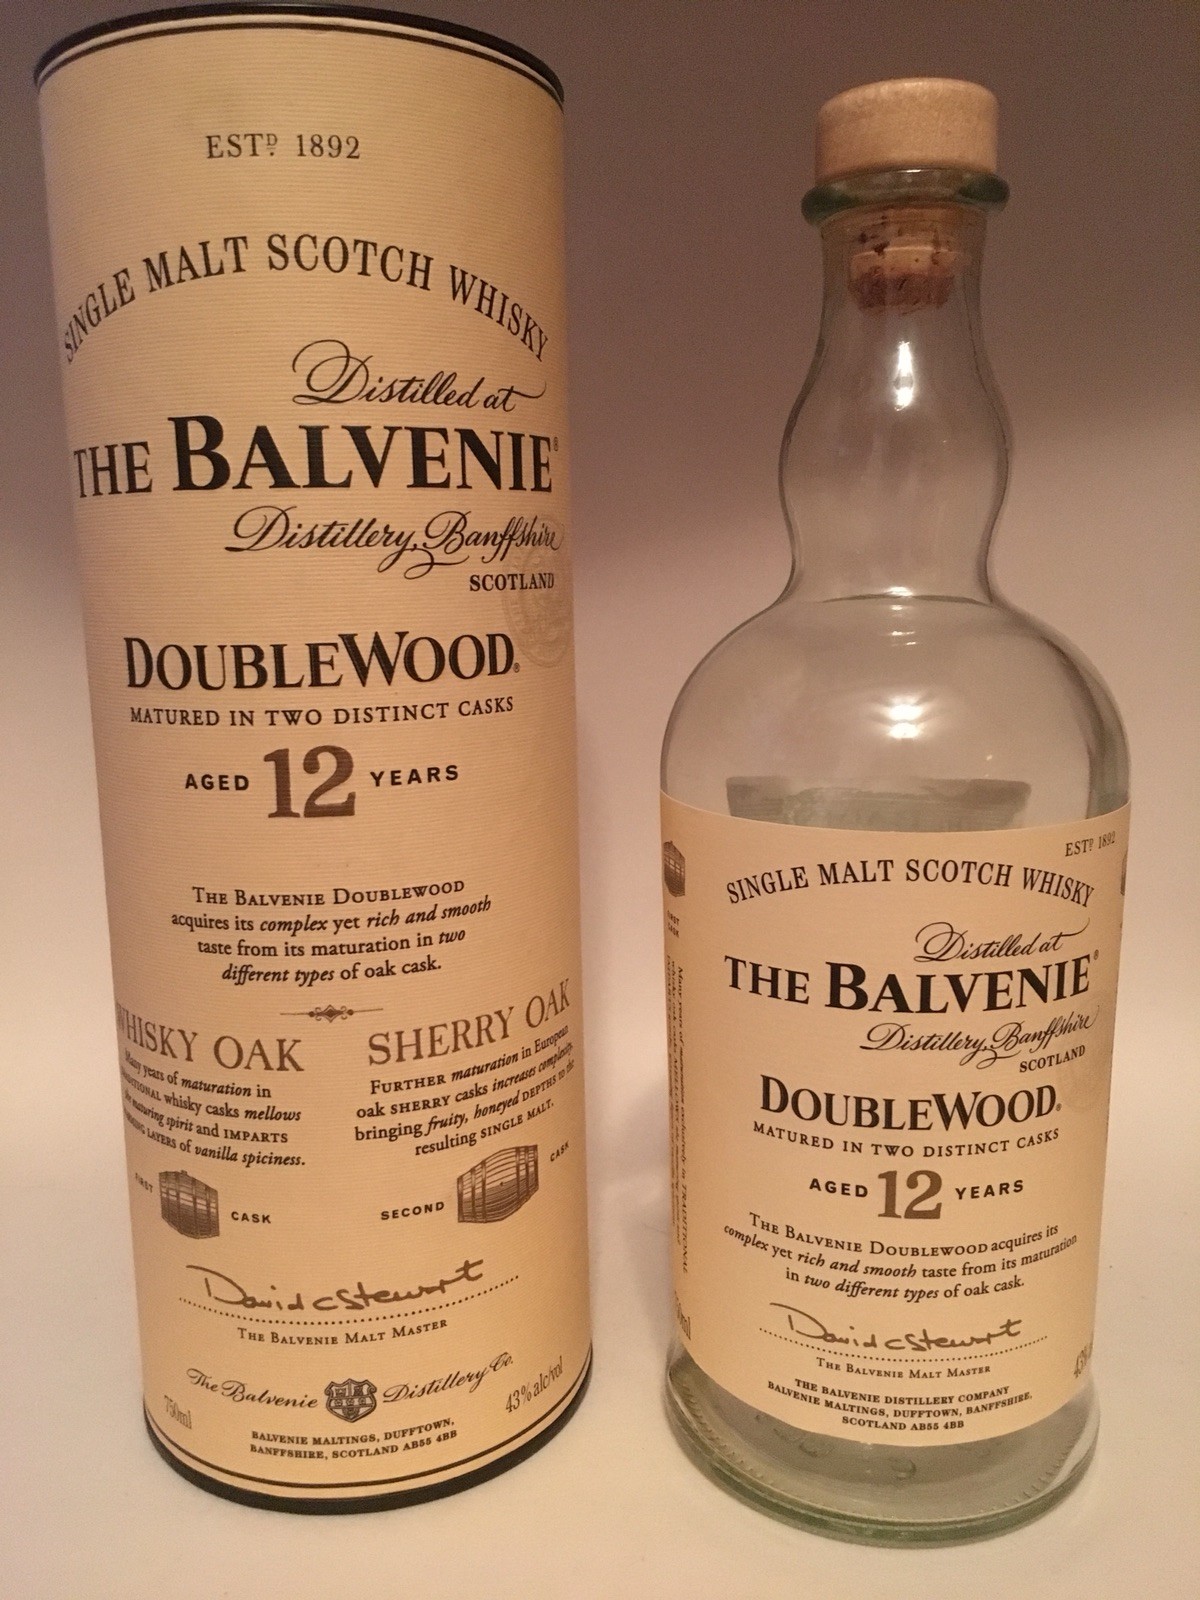 ESTD. 1892
SINGLE MALT SCOTCH WHISKY
Distilled at
THE BALVENIE®
Distillery, Banffshire
SCOTLAND
DOUBLEWOOD®
MATURED IN TWO DISTINCT CASKS
AGED 12 YEARS
THE BALVENIE DOUBLEWOOD
acquires its complex yet rich and smooth
taste from its maturation in two
different types of oak cask.
WHISKY OAK
Many years of maturation in
whisky casks mellows
the maturing spirit and IMPARTS
LAYERS of vanilla spiciness.
FIRST CASK
SHERRY OAK
FURTHER maturation in European
oak SHERRY casks increases complexity,
bringing fruity, honeyed DEPTHS to the
resulting SINGLE MALT.
SECOND CASK
David C Stewart
THE BALVENIE MALT MASTER
The Balvenie Distillery Co.
750ml
43% alc/vol
BALVENIE MALTINGS, DUFFTOWN,
BANFFSHIRE, SCOTLAND AB55 4BB
ESTD. 1892
SINGLE MALT SCOTCH WHISKY
Distilled at
THE BALVENIE®
Distillery, Banffshire
SCOTLAND
DOUBLEWOOD®
MATURED IN TWO DISTINCT CASKS
AGED 12 YEARS
THE BALVENIE DOUBLEWOOD acquires its
complex yet rich and smooth taste from its maturation
in two different types of oak cask.
David C Stewart
THE BALVENIE MALT MASTER
THE BALVENIE DISTILLERY COMPANY
BALVENIE MALTINGS, DUFFTOWN, BANFFSHIRE,
SCOTLAND AB55 4BB
FIRST
CASK
43%